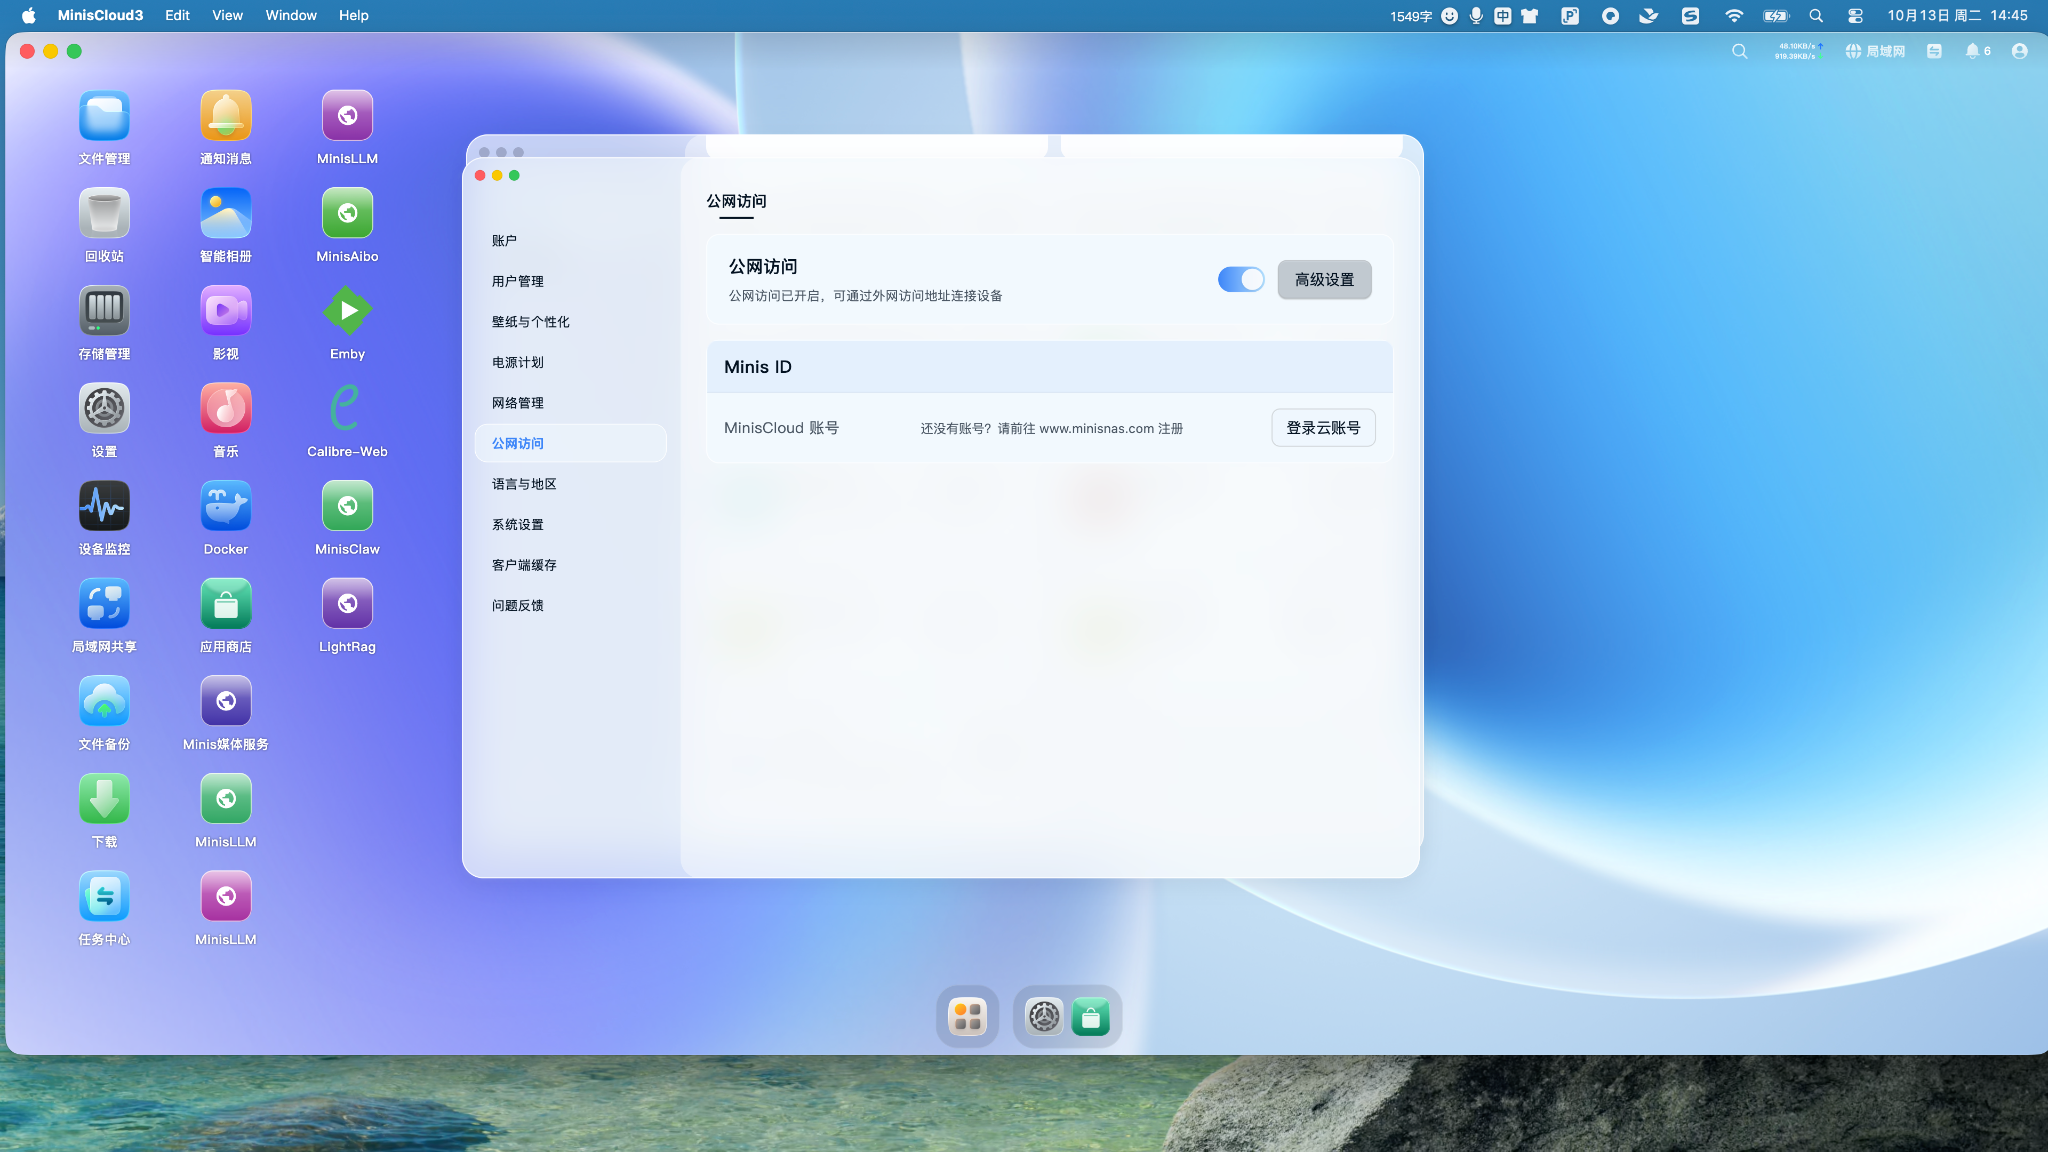 MinisCloud3 Edit View Window Help 1549字 中 10月13日 周二 14:45
48.10KB/s
919.39KB/s
局域网
6
文件管理
通知消息
MinisLLM
回收站
智能相册
MinisAibo
存储管理
影视
Emby
设置
音乐
Calibre-Web
设备监控
Docker
MinisClaw
局域网共享
应用商店
LightRag
文件备份
Minis媒体服务
下载
MinisLLM
任务中心
MinisLLM
账户
用户管理
壁纸与个性化
电源计划
网络管理
公网访问
语言与地区
系统设置
客户端缓存
问题反馈
公网访问
公网访问
公网访问已开启，可通过外网访问地址连接设备
高级设置
Minis ID
MinisCloud 账号
还没有账号？请前往 www.minisnas.com 注册
登录云账号